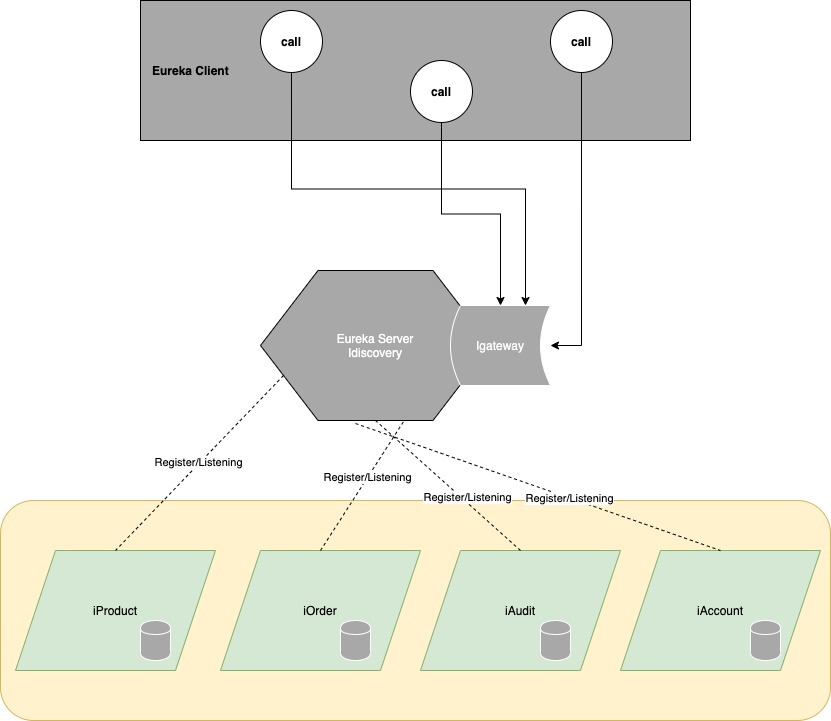 call
call
Eureka Client
call
Eureka Server
Idiscovery
Igateway
Register/Listening
Register/Listening
Register/Listening
Register/Listening
iProduct
iOrder
iAudit
iAccount